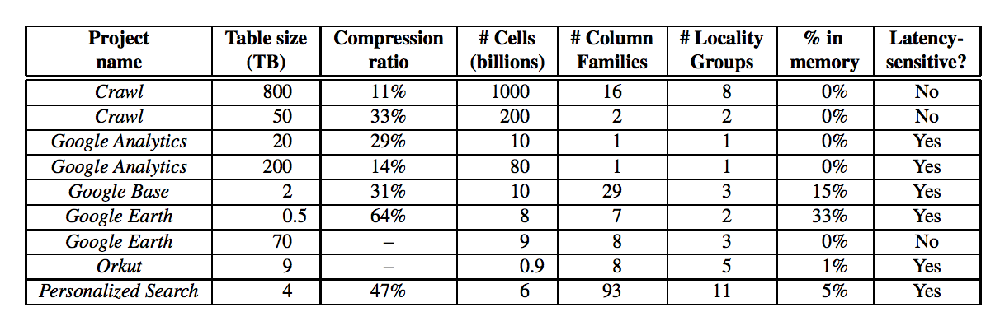 Project name Table size (TB) Compression ratio # Cells (billions) # Column Families # Locality Groups % in memory Latency-sensitive?
Crawl 800 11% 1000 16 8 0% No
Crawl 50 33% 200 2 2 0% No
Google Analytics 20 29% 10 1 1 0% Yes
Google Analytics 200 14% 80 1 1 0% Yes
Google Base 2 31% 10 29 3 15% Yes
Google Earth 0.5 64% 8 7 2 33% Yes
Google Earth 70 – 9 8 3 0% No
Orkut 9 – 0.9 8 5 1% Yes
Personalized Search 4 47% 6 93 11 5% Yes